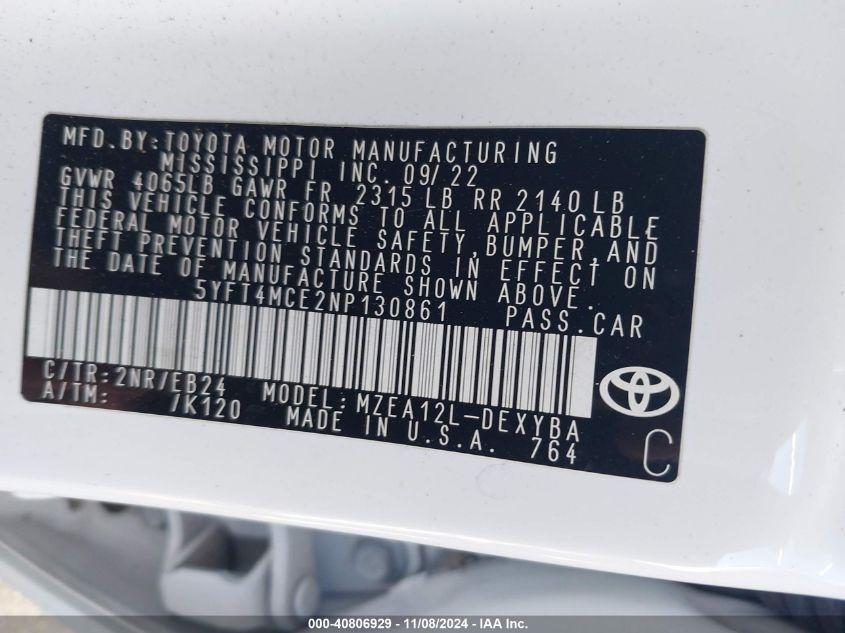 MFD.BY:TOYOTA MOTOR MANUFACTURING
MISSISSIPPI INC. 09/22
GVWR 4065LB GAWR FR 2315 LB RR 2140 LB
THIS VEHICLE CONFORMS TO ALL APPLICABLE
FEDERAL MOTOR VEHICLE SAFETY, BUMPER, AND
THEFT PREVENTION STANDARDS IN EFFECT ON
THE DATE OF MANUFACTURE SHOWN ABOVE.
5YFT4MCE2NP130861 PASS.CAR
C/TR:2NR/EB24 MODEL:MZEA12L-DEXYBA
A/TM: /K120 MADE IN U.S.A. 764
C
000-40806929 - 11/08/2024 - IAA Inc.